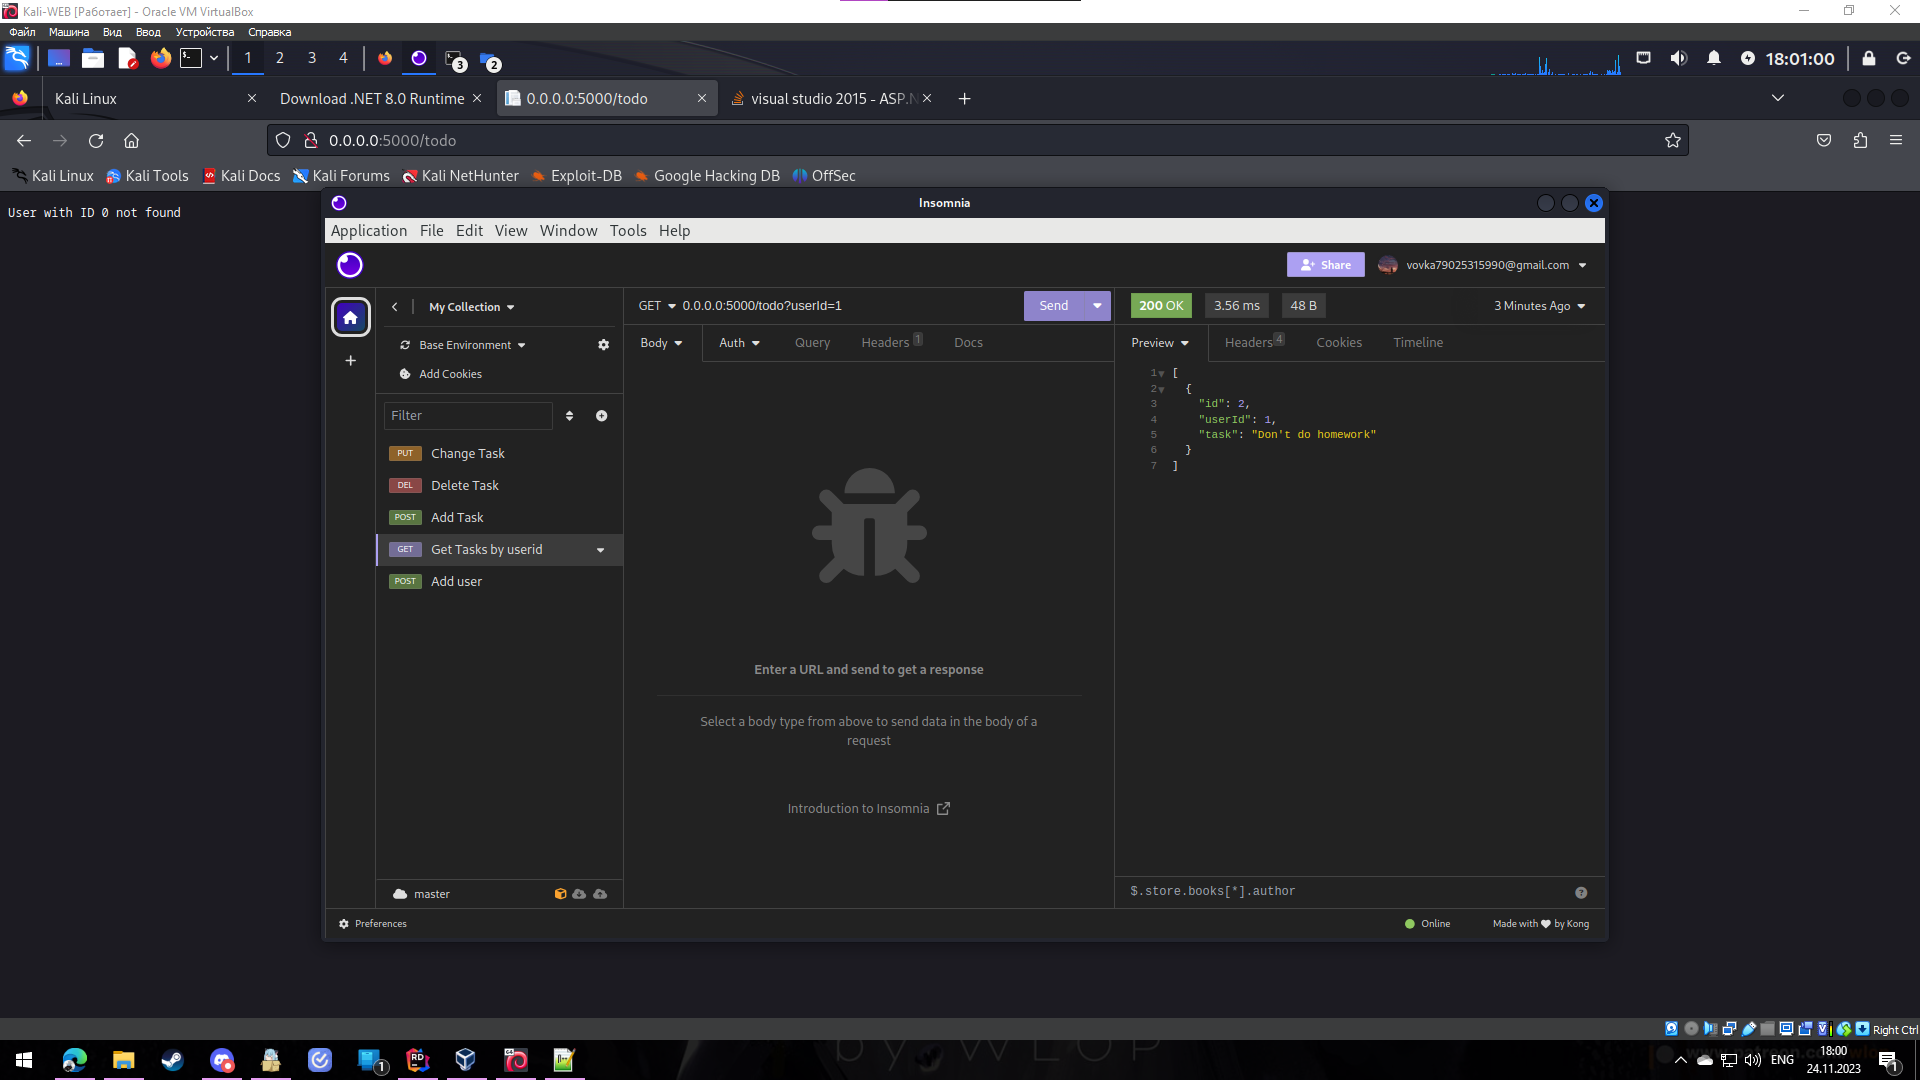 Kali-WEB [Работает] - Oracle VM VirtualBox
Файл Машина Вид Ввод Устройства Справка
1 2 3 4 3 2 18:01:00
Kali Linux Download .NET 8.0 Runtime 0.0.0.0:5000/todo visual studio 2015 - ASP.N
0.0.0.0:5000/todo
Kali Linux Kali Tools Kali Docs Kali Forums Kali NetHunter Exploit-DB Google Hacking DB OffSec
User with ID 0 not found
Insomnia
Application File Edit View Window Tools Help
Share vovka79025315990@gmail.com
My Collection GET 0.0.0.0:5000/todo?userId=1 Send 200 OK 3.56 ms 48 B 3 Minutes Ago
Base Environment Body Auth Query Headers 1 Docs Preview Headers 4 Cookies Timeline
Add Cookies
Filter
PUT Change Task
DEL Delete Task
POST Add Task
GET Get Tasks by userid
POST Add user
Enter a URL and send to get a response
Select a body type from above to send data in the body of a
request
Introduction to Insomnia
1 [
2 {
3 "id": 2,
4 "userId": 1,
5 "task": "Don't do homework"
6 }
7 ]
master $.store.books[*].author
Preferences Online Made with by Kong
Right Ctrl
by WLOP
1 ENG 18:00 1
24.11.2023